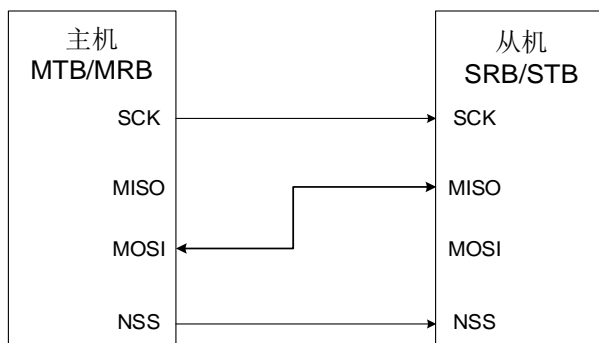 主机
MTB/MRB
SCK
MISO
MOSI
NSS
从机
SRB/STB
SCK
MISO
MOSI
NSS